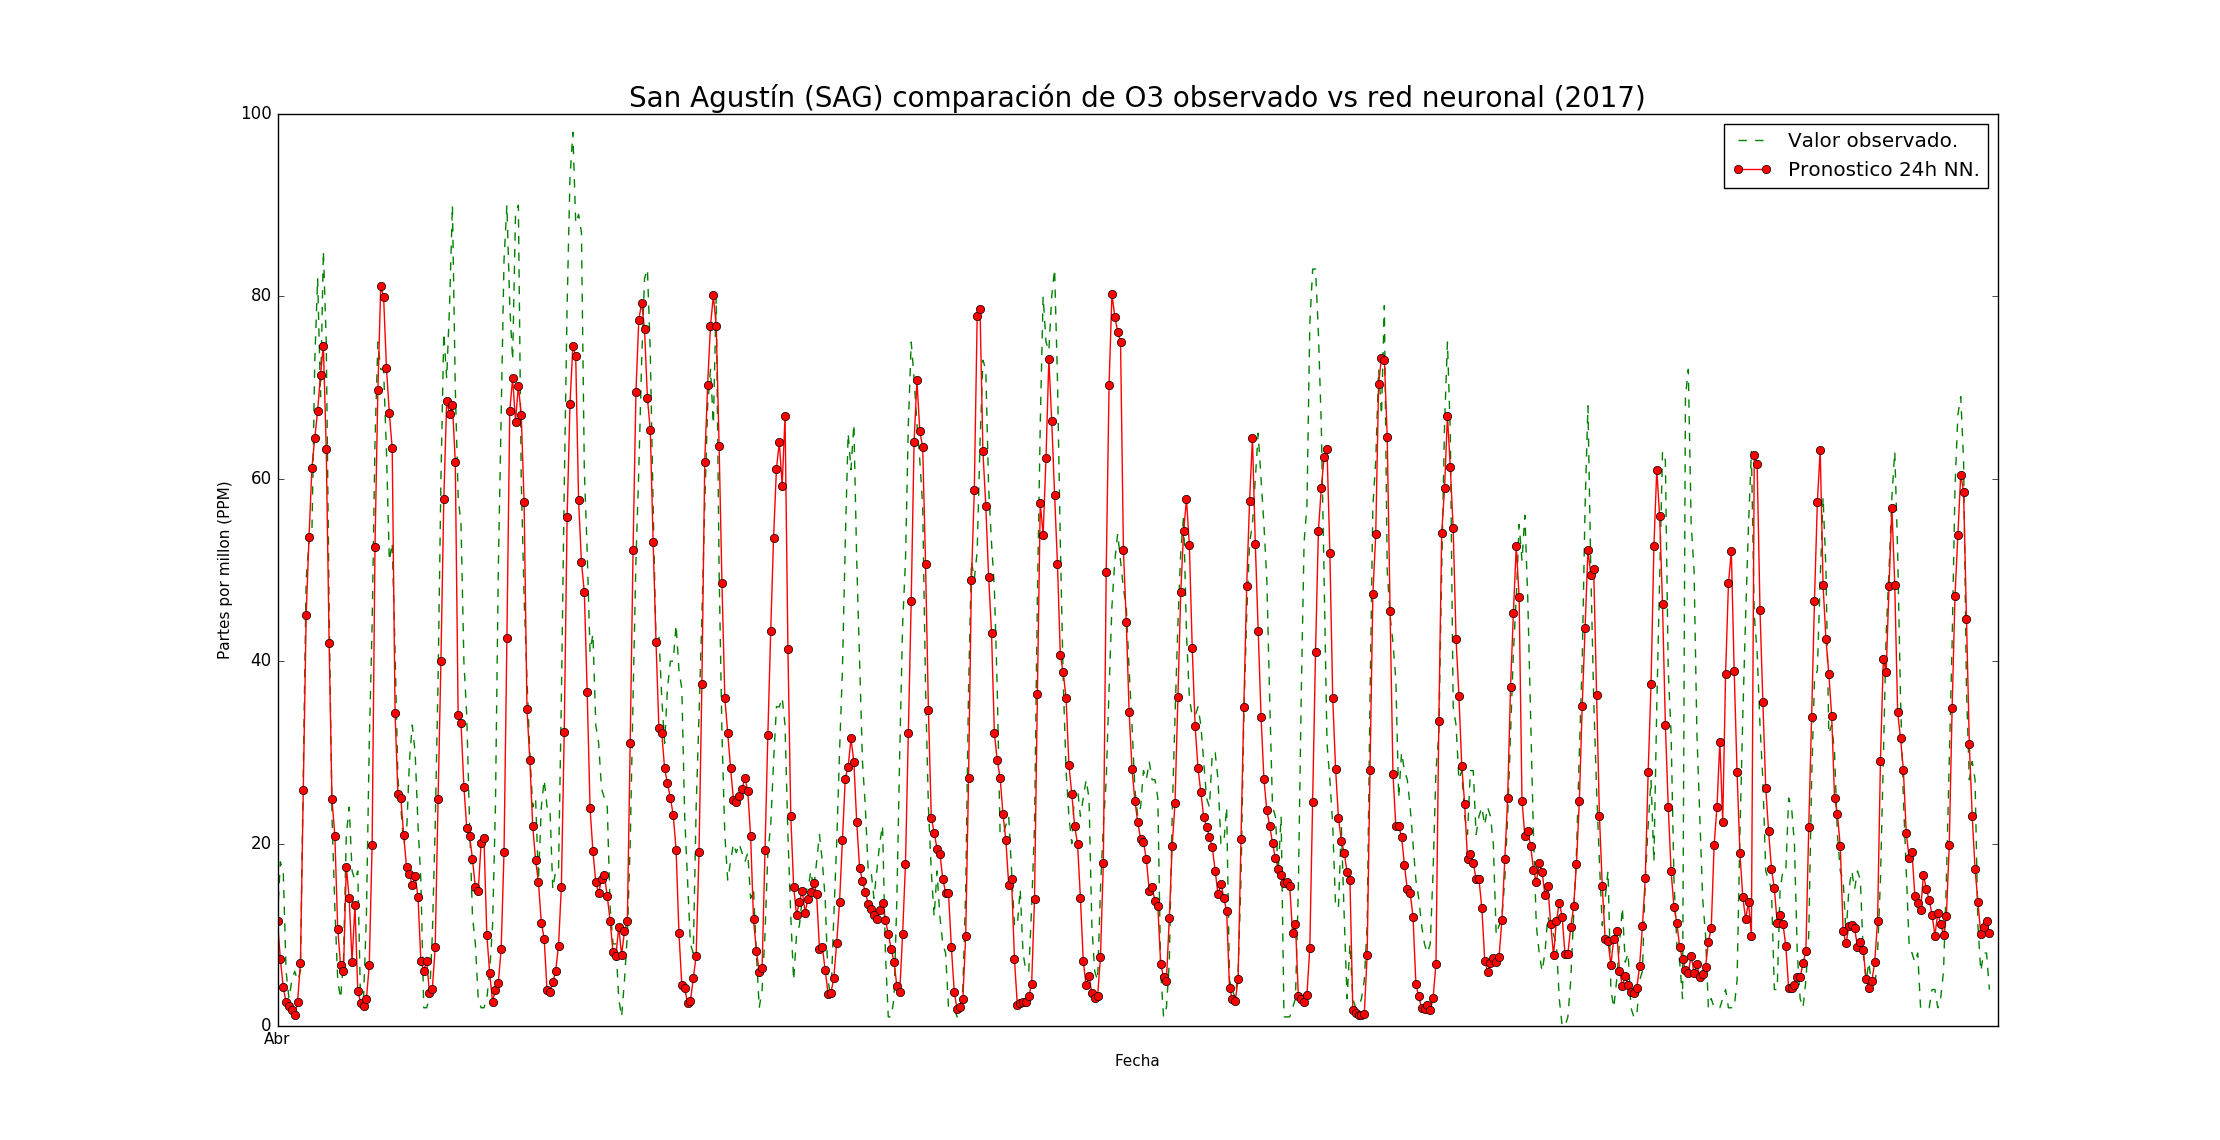 San Agustín (SAG) comparación de O3 observado vs red neuronal (2017)
Valor observado.
Pronostico 24h NN.
100
80
60
40
20
0
Partes por millon (PPM)
Abr
Fecha